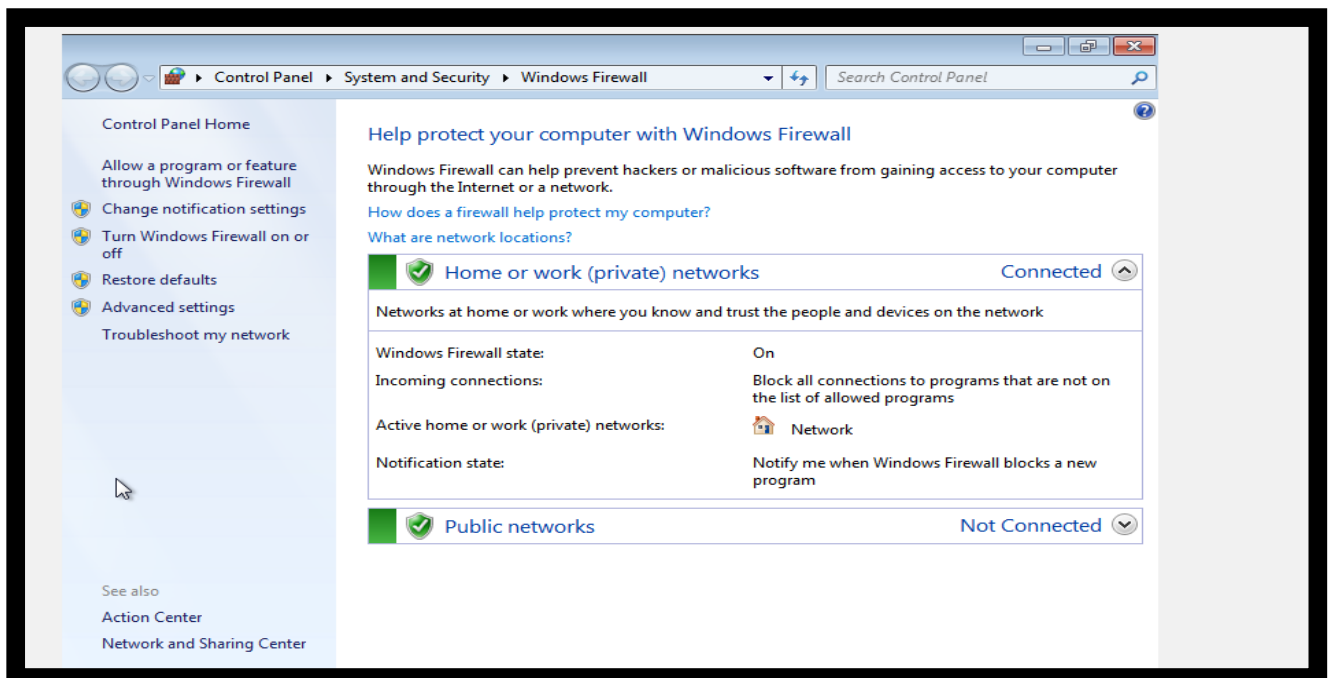 Control Panel ▸ System and Security ▸ Windows Firewall
Search Control Panel
Control Panel Home
Allow a program or feature
through Windows Firewall
Change notification settings
Turn Windows Firewall on or
off
Restore defaults
Advanced settings
Troubleshoot my network
See also
Action Center
Network and Sharing Center
Help protect your computer with Windows Firewall
Windows Firewall can help prevent hackers or malicious software from gaining access to your computer
through the Internet or a network.
How does a firewall help protect my computer?
What are network locations?
Home or work (private) networks Connected
Networks at home or work where you know and trust the people and devices on the network
Windows Firewall state: On
Incoming connections: Block all connections to programs that are not on
the list of allowed programs
Active home or work (private) networks: Network
Notification state: Notify me when Windows Firewall blocks a new
program
Public networks Not Connected